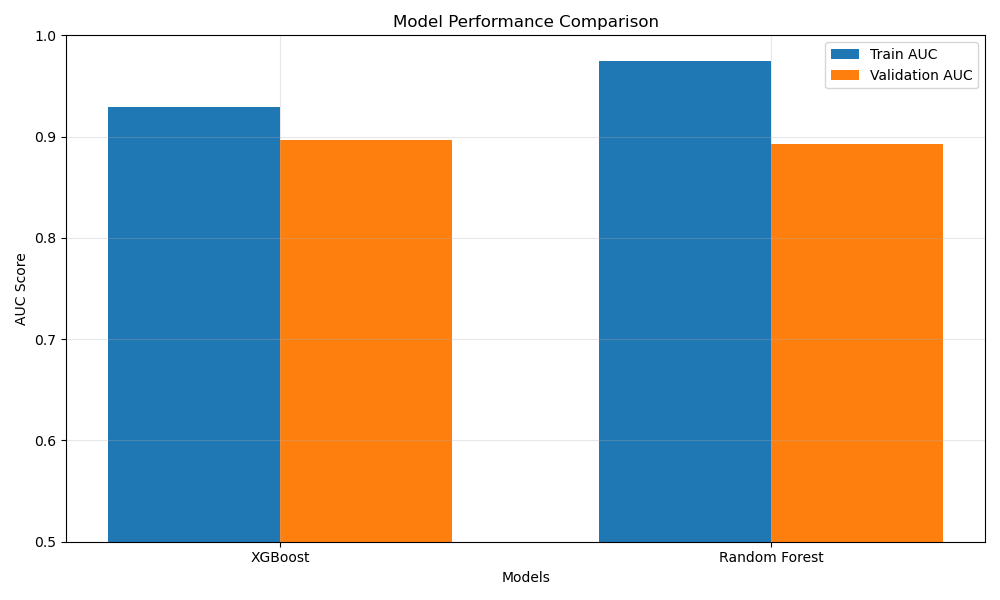 Model Performance Comparison
Train AUC
Validation AUC
AUC Score
1.0
0.9
0.8
0.7
0.6
0.5
XGBoost
Random Forest
Models